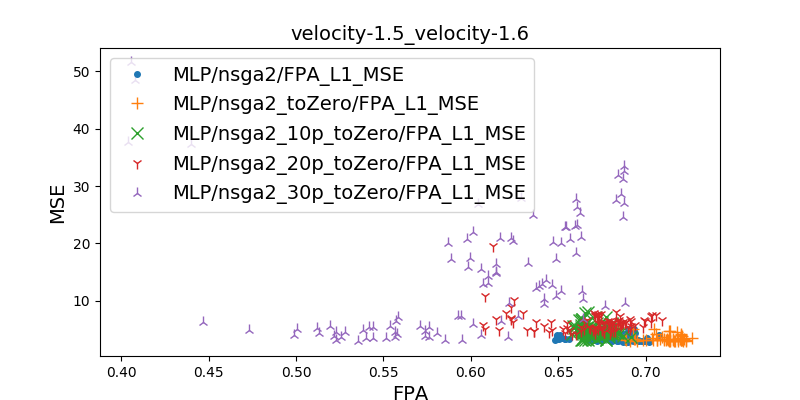 velocity-1.5_velocity-1.6
MLP/nsga2/FPA_L1_MSE
MLP/nsga2_toZero/FPA_L1_MSE
MLP/nsga2_10p_toZero/FPA_L1_MSE
MLP/nsga2_20p_toZero/FPA_L1_MSE
MLP/nsga2_30p_toZero/FPA_L1_MSE
MSE
50
40
30
20
10
0.40 0.45 0.50 0.55 0.60 0.65 0.70
FPA